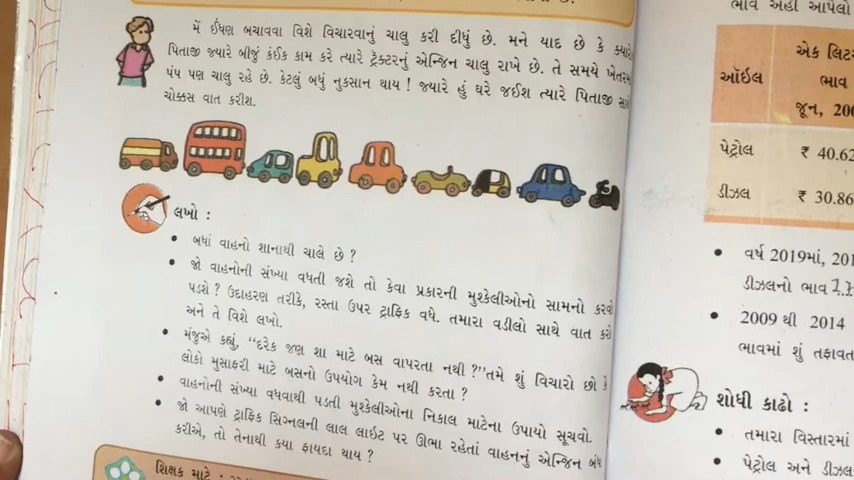 મેં ઈંધણ બચાવવા વિશે વિચારવાનું ચાલુ કરી દીધું છે. મને યાદ છે કે
પિતાજી જ્યારે બીજું કંઈક કામ કરે ત્યારે ટ્રૅક્ટરનું એન્જિન ચાલુ રાખે છે. તે સમયે
પંપ પણ ચાલુ રહે છે. કેટલું બધું નુકસાન થાય ! જ્યારે હું ઘરે જઈશ ત્યારે પિતાજી
ચોક્કસ વાત કરીશ.
લખો :
• બધાં વાહનો શાનાથી ચાલે છે ?
• જો વાહનોની સંખ્યા વધતી જશે તો કેવા પ્રકારની મુશ્કેલીઓનો સામનો કરવો
પડશે ? ઉદાહરણ તરીકે, રસ્તા ઉપર ટ્રાફિક વધે. તમારા વડીલો સાથે વાત કરો
અને તે વિશે લખો.
• મંજુએ કહ્યું, “દરેક જણ શા માટે બસ વાપરતા નથી ?”તમે શું વિચારો છો કે
લોકો મુસાફરી માટે બસનો ઉપયોગ કેમ નથી કરતા ?
• વાહનોની સંખ્યા વધવાથી પડતી મુશ્કેલીઓના નિકાલ માટેના ઉપાયો સૂચવો.
• જો આપણે ટ્રાફિક સિગ્નલની લાલ લાઇટ પર ઊભા રહેતાં વાહનનું એન્જિન બંધ
કરીએ, તો તેનાથી કયા ફાયદા થાય ?
શિક્ષક માટે :
ભાવ અહીં આપેલો
ઑઇલ
એક લિટર
ભાવ
જૂન,
પેટ્રોલ ₹ 40.62
ડીઝલ ₹ 30.86
• વર્ષ 2019માં,
ડીઝલનો ભાવ
• 2009 થી 2014
ભાવમાં શું તફાવત
શોધી કાઢો :
• તમારા વિસ્તારમાં
• પેટ્રોલ અને ડીઝલ